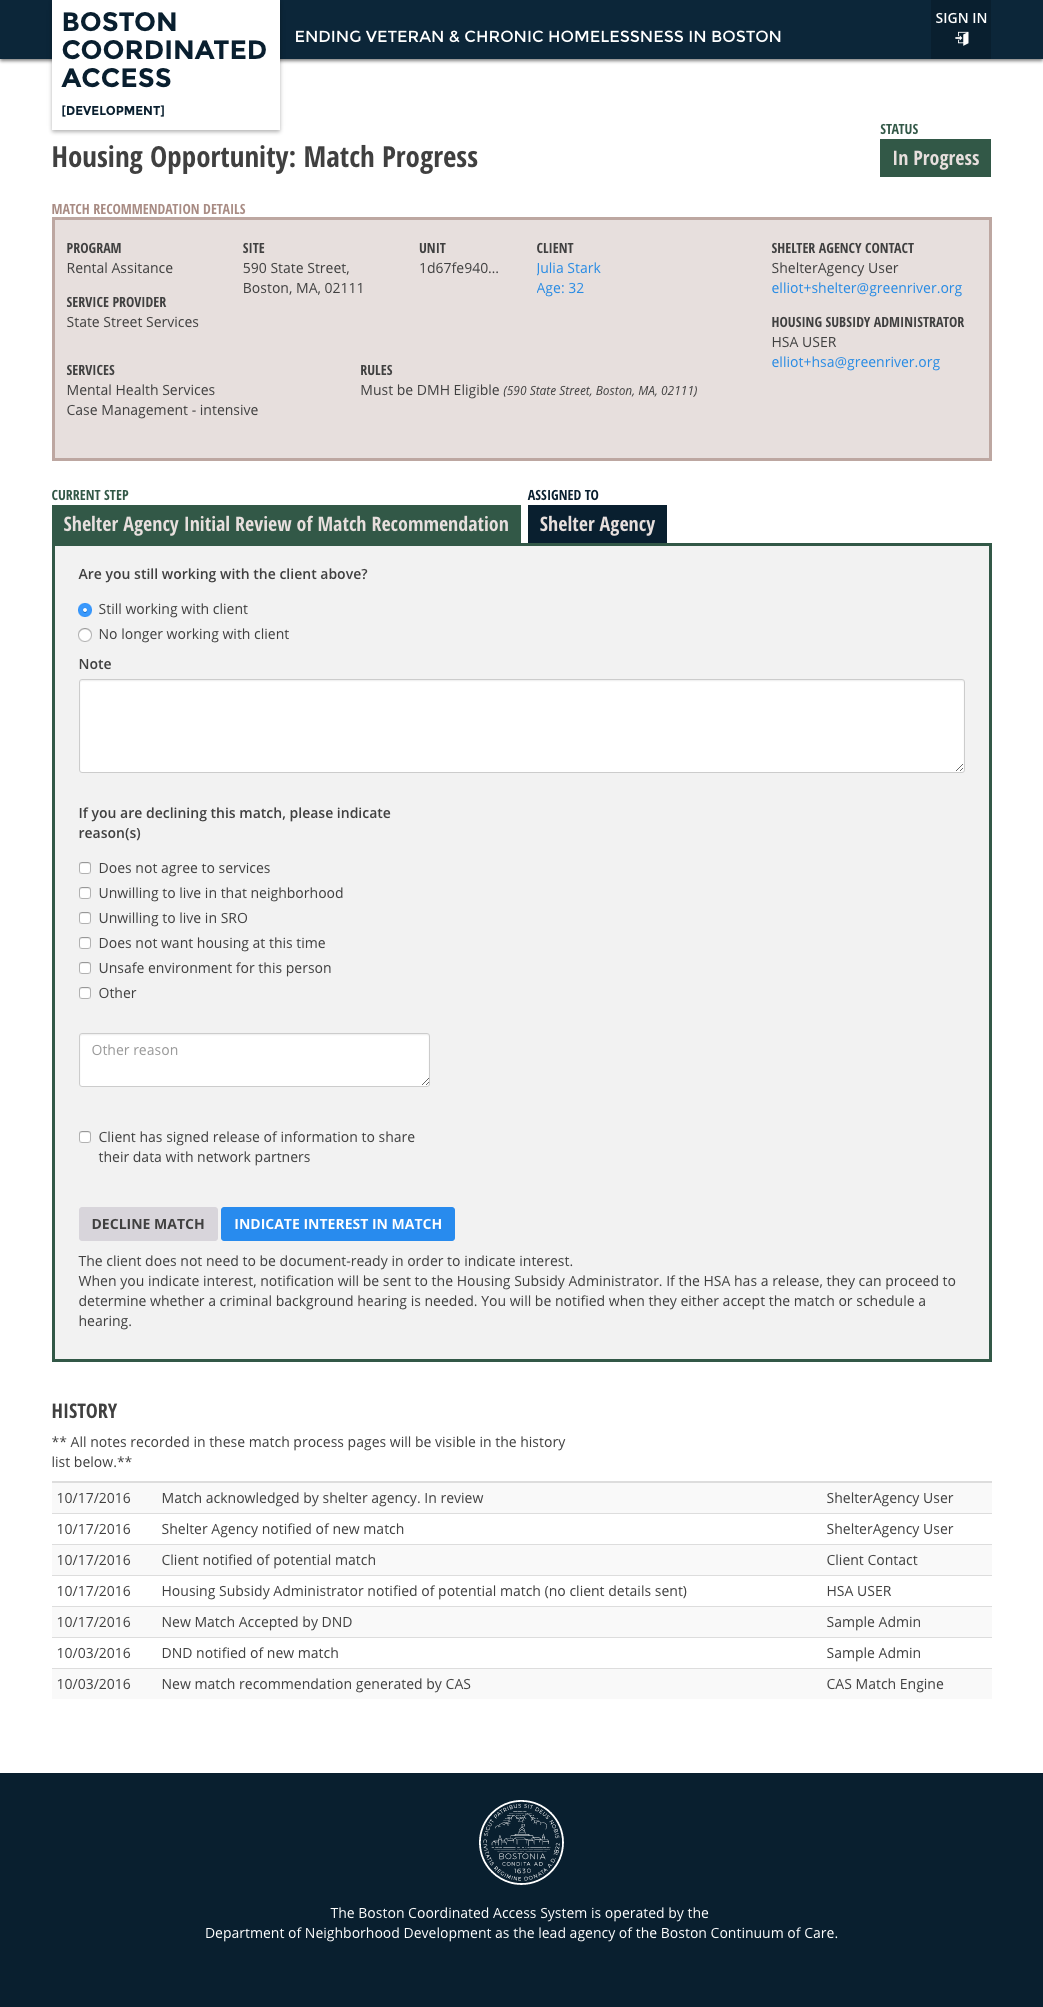 BOSTON
COORDINATED
ACCESS
[DEVELOPMENT]
ENDING VETERAN & CHRONIC HOMELESSNESS IN BOSTON
SIGN IN
Housing Opportunity: Match Progress
STATUS
In Progress
MATCH RECOMMENDATION DETAILS
PROGRAM
Rental Assitance
SERVICE PROVIDER
State Street Services
SITE
590 State Street,
Boston, MA, 02111
UNIT
1d67fe940...
CLIENT
Julia Stark
Age: 32
SHELTER AGENCY CONTACT
ShelterAgency User
elliot+shelter@greenriver.org
HOUSING SUBSIDY ADMINISTRATOR
HSA USER
elliot+hsa@greenriver.org
SERVICES
Mental Health Services
Case Management - intensive
RULES
Must be DMH Eligible (590 State Street, Boston, MA, 02111)
CURRENT STEP
Shelter Agency Initial Review of Match Recommendation
ASSIGNED TO
Shelter Agency
Are you still working with the client above?
Still working with client
No longer working with client
Note
If you are declining this match, please indicate
reason(s)
Does not agree to services
Unwilling to live in that neighborhood
Unwilling to live in SRO
Does not want housing at this time
Unsafe environment for this person
Other
Other reason
Client has signed release of information to share
their data with network partners
DECLINE MATCH
INDICATE INTEREST IN MATCH
The client does not need to be document-ready in order to indicate interest.
When you indicate interest, notification will be sent to the Housing Subsidy Administrator. If the HSA has a release, they can proceed to
determine whether a criminal background hearing is needed. You will be notified when they either accept the match or schedule a
hearing.
HISTORY
** All notes recorded in these match process pages will be visible in the history
list below.**
10/17/2016 Match acknowledged by shelter agency. In review ShelterAgency User
10/17/2016 Shelter Agency notified of new match ShelterAgency User
10/17/2016 Client notified of potential match Client Contact
10/17/2016 Housing Subsidy Administrator notified of potential match (no client details sent) HSA USER
10/17/2016 New Match Accepted by DND Sample Admin
10/03/2016 DND notified of new match Sample Admin
10/03/2016 New match recommendation generated by CAS CAS Match Engine
SICUT PATRIBUS SIT DEUS NOBIS
CIVITATIS REGIMINE DONATA A.D. 1822
BOSTONIA
CONDITA AD
1630
The Boston Coordinated Access System is operated by the
Department of Neighborhood Development as the lead agency of the Boston Continuum of Care.